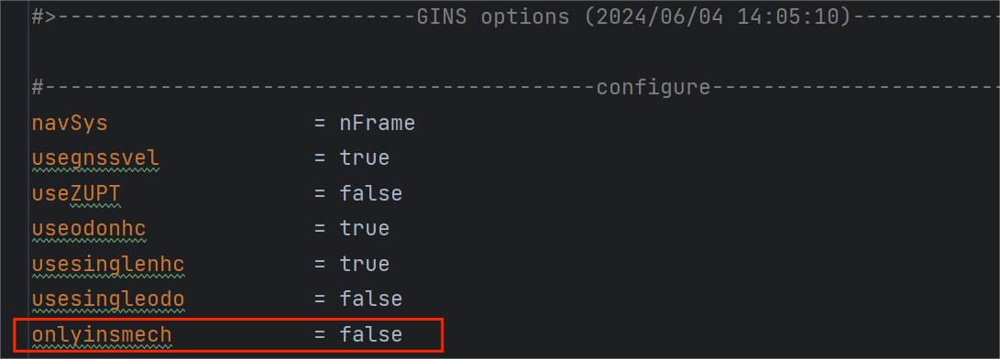 #>----------------------------GINS options (2024/06/04 14:05:10)------------
#-------------------------------------------configure-----------------------
navSys = nFrame
usegnssvel = true
useZUPT = false
useodonhc = true
usesinglenhc = true
usesingleodo = false
onlyinsmech = false